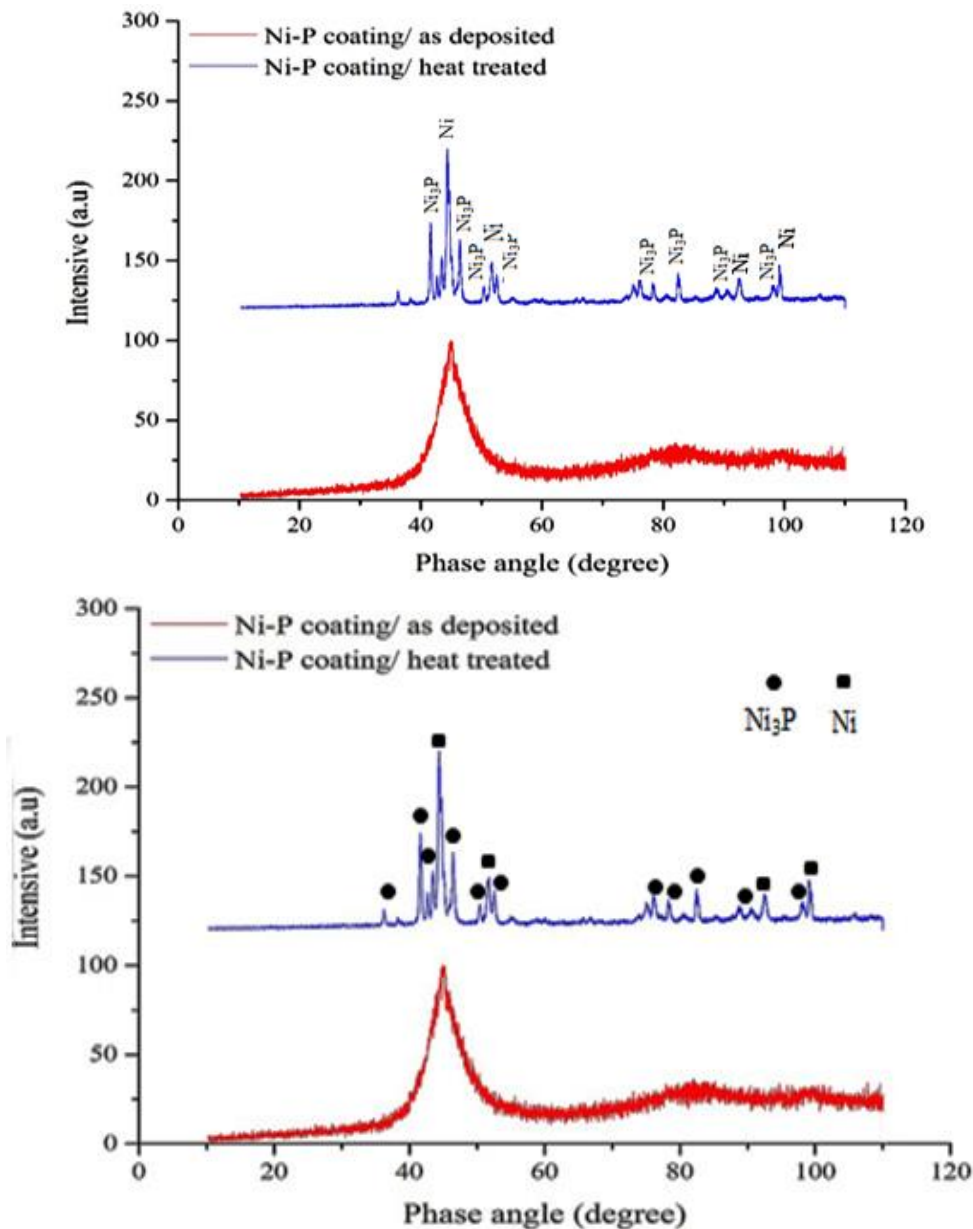 300
250
200
150
100
50
0
Intensive (a.u)
Ni-P coating/ as deposited
Ni-P coating/ heat treated
Ni₃P
Ni
Ni₃P
Ni₃P
Ni
Ni₃P
Ni₃P
Ni₃P
Ni₃P
Ni
Ni₃P
Ni
0 20 40 60 80 100 120
Phase angle (degree)
300
250
200
150
100
50
0
Intensive (a.u)
Ni-P coating/ as deposited
Ni-P coating/ heat treated
Ni₃P Ni
0 20 40 60 80 100 120
Phase angle (degree)